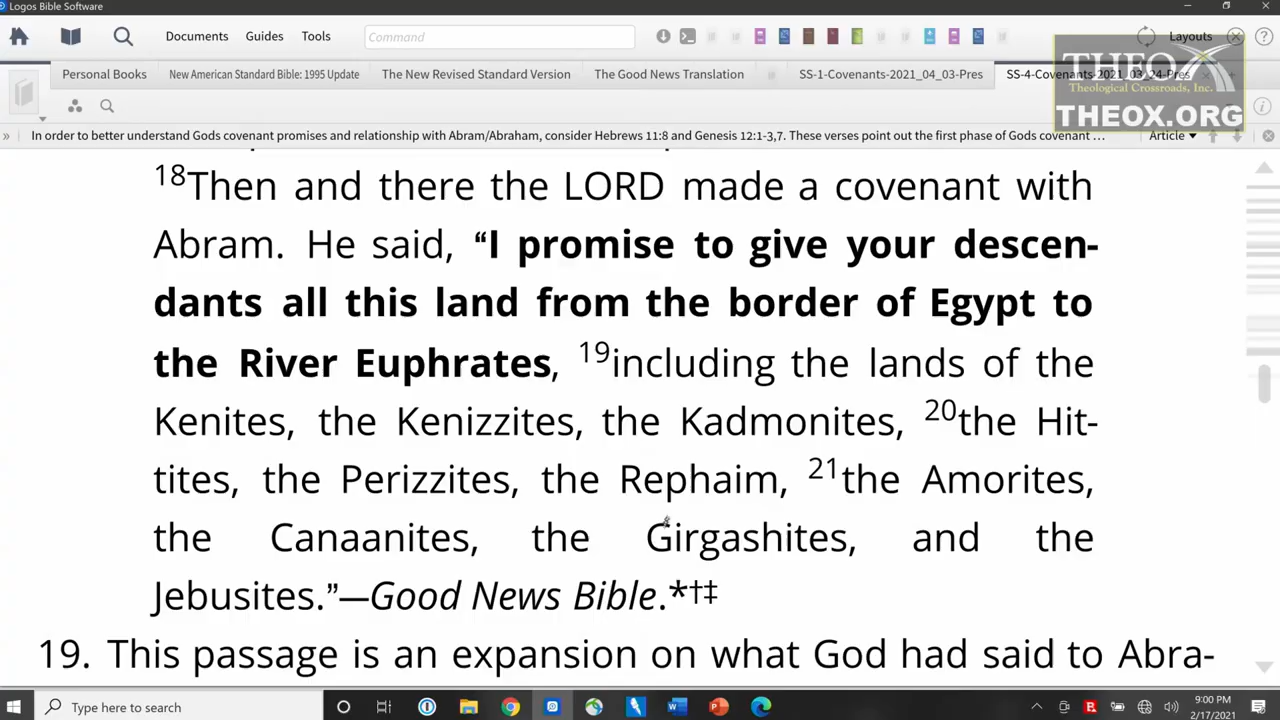 Logos Bible Software
Documents Guides Tools Command Layouts
Personal Books New American Standard Bible: 1995 Update The New Revised Standard Version The Good News Translation SS-1-Covenants-2021_04_03-Pres SS-4-Covenants-2021_03_24-Pres
THEOX
Theological Crossroads, Inc.
THEOX.ORG
In order to better understand Gods covenant promises and relationship with Abram/Abraham, consider Hebrews 11:8 and Genesis 12:1-3,7. These verses point out the first phase of Gods covenant … Article
18Then and there the LORD made a covenant with
Abram. He said, “I promise to give your descen-
dants all this land from the border of Egypt to
the River Euphrates, 19including the lands of the
Kenites, the Kenizzites, the Kadmonites, 20the Hit-
tites, the Perizzites, the Rephaim, 21the Amorites,
the Canaanites, the Girgashites, and the
Jebusites.”—Good News Bible.*†‡
19. This passage is an expansion on what God had said to Abra-
Type here to search
9:00 PM
2/17/2021